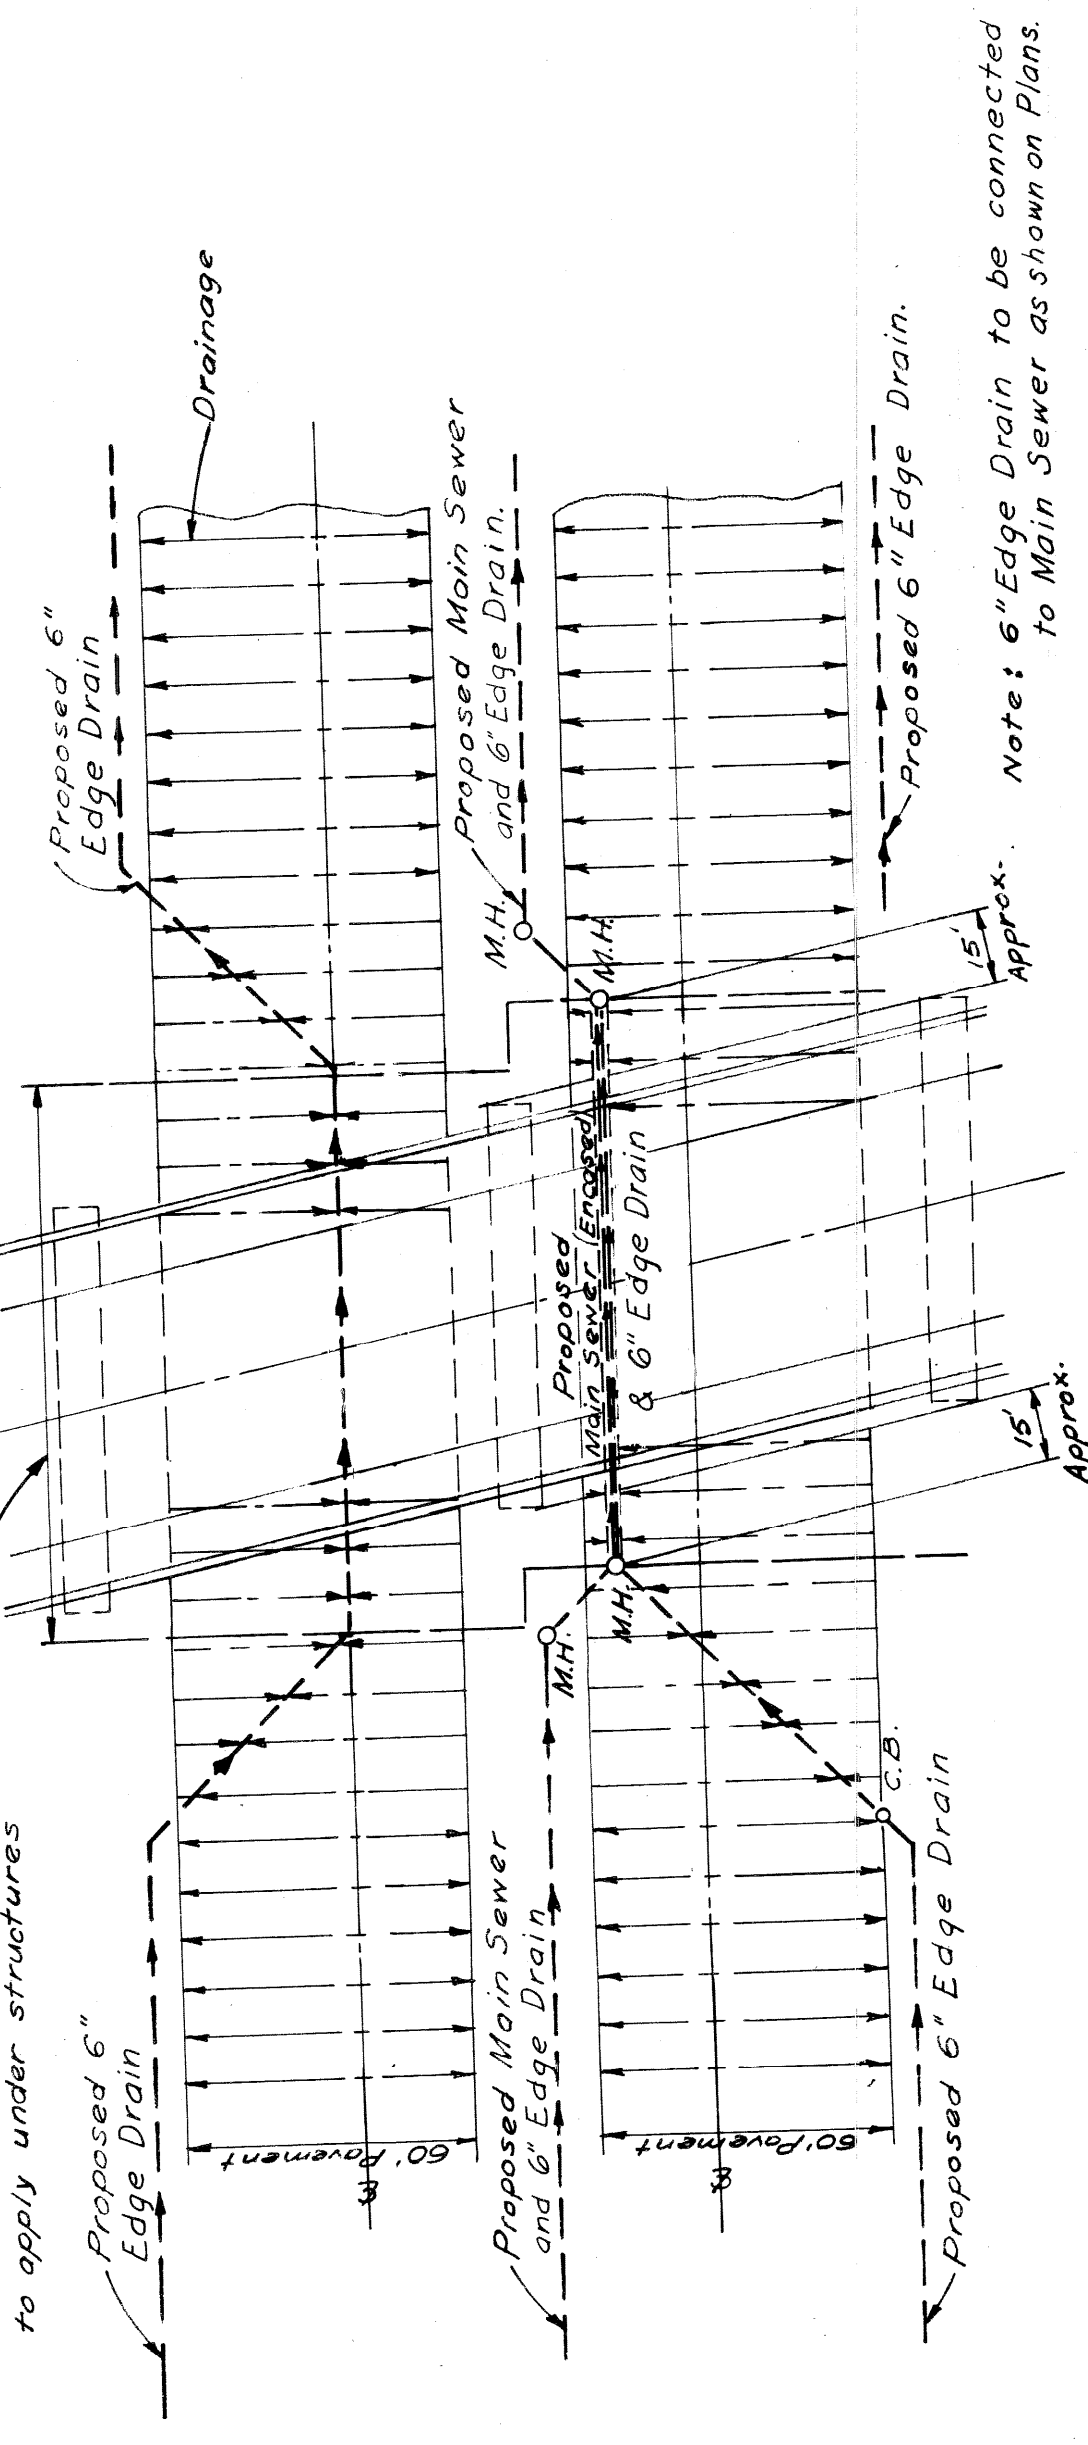 to apply under structures
Proposed 6"
Edge Drain
Proposed 6"
Edge Drain
Drainage
60' Pavement
Proposed Main Sewer
and 6" Edge Drain
M.H.
M.H.
Proposed
Main Sewer (Encased)
& 6" Edge Drain
M.H.
M.H.
Proposed Main Sewer
and 6" Edge Drain.
60' Pavement
C.B.
Proposed 6" Edge Drain
15'
Approx.
15'
Approx.
Proposed 6" Edge Drain.
Note: 6" Edge Drain to be connected
to Main Sewer as shown on Plans.